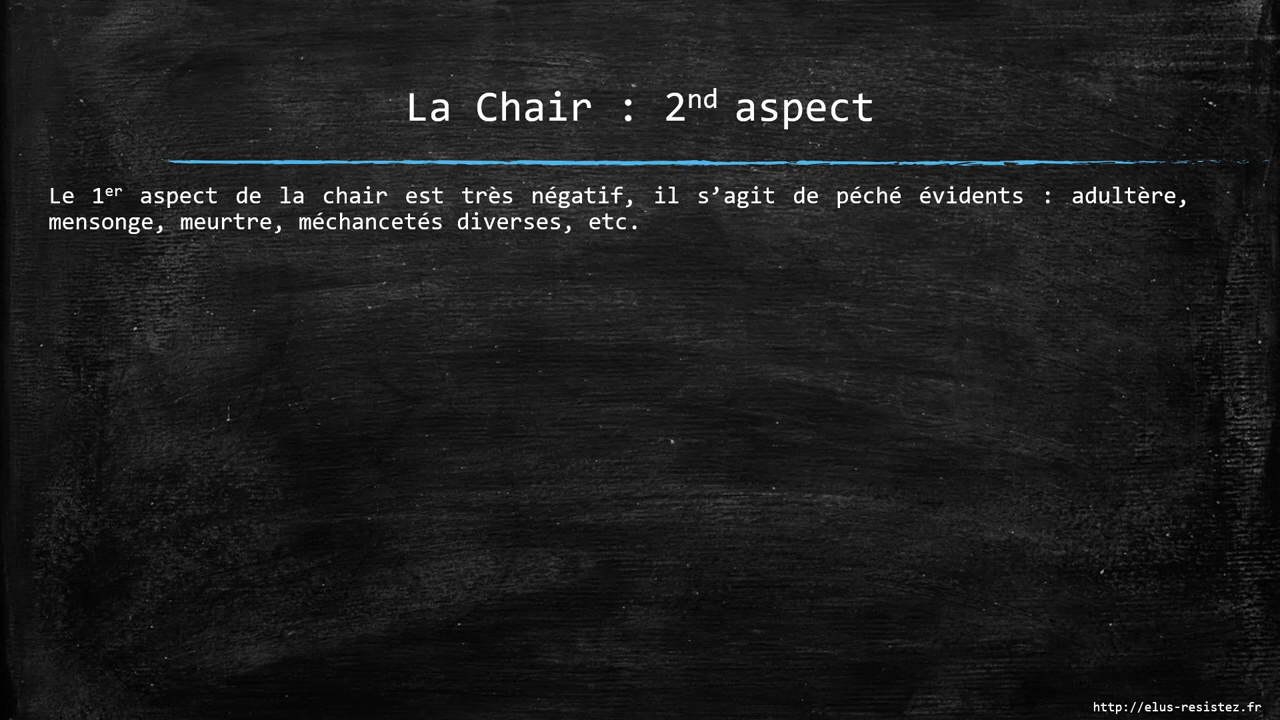 La Chair : 2nd aspect
Le 1er aspect de la chair est très négatif, il s’agit de péché évidents : adultère,
mensonge, meurtre, méchancetés diverses, etc.
http://elus-resistez.fr